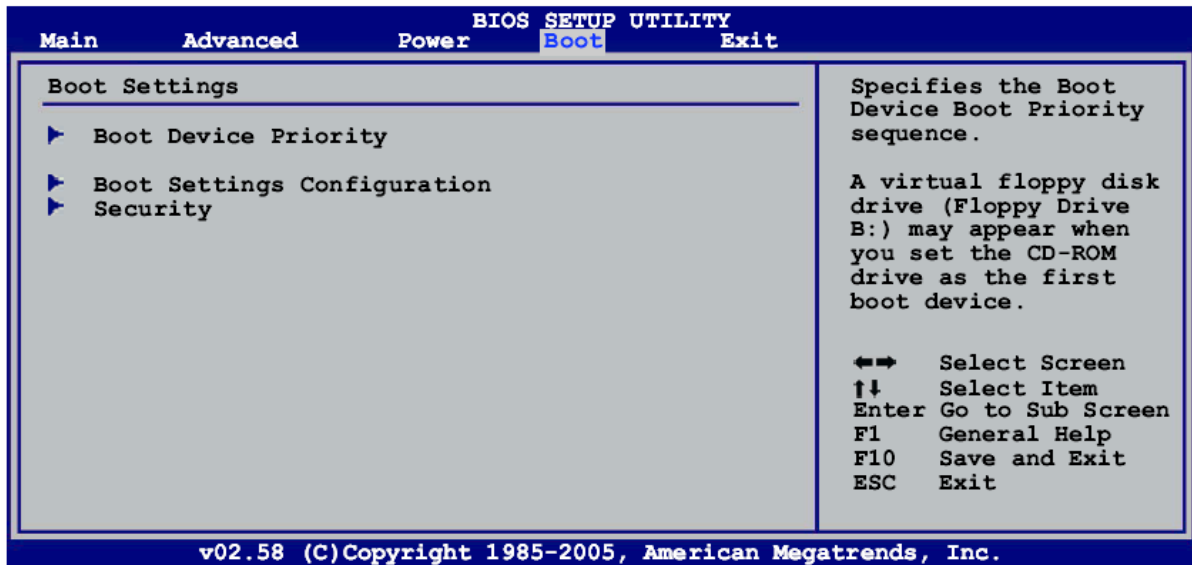 BIOS SETUP UTILITY
Main Advanced Power Boot Exit
Boot Settings
Boot Device Priority
Boot Settings Configuration
Security
Specifies the Boot
Device Boot Priority
sequence.
A virtual floppy disk
drive (Floppy Drive
B:) may appear when
you set the CD-ROM
drive as the first
boot device.
←→ Select Screen
↑↓ Select Item
Enter Go to Sub Screen
F1 General Help
F10 Save and Exit
ESC Exit
v02.58 (C)Copyright 1985-2005, American Megatrends, Inc.